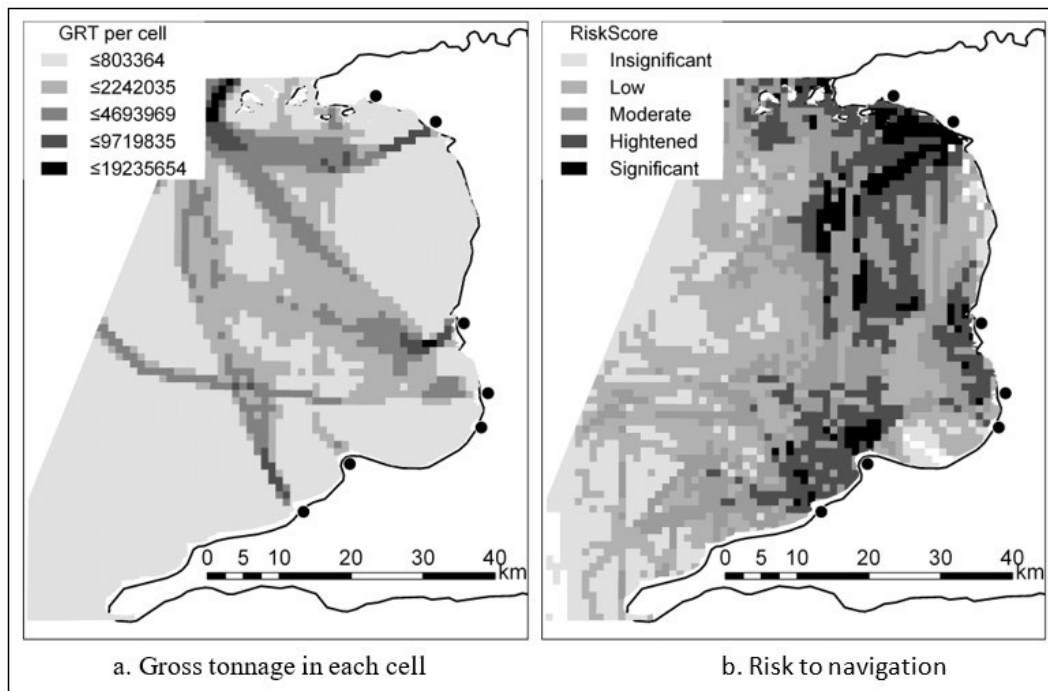 GRT per cell
≤803364
≤2242035
≤4693969
≤9719835
≤19235654
0 5 10 20 30 40
km
a. Gross tonnage in each cell
RiskScore
Insignificant
Low
Moderate
Hightened
Significant
0 5 10 20 30 40
km
b. Risk to navigation